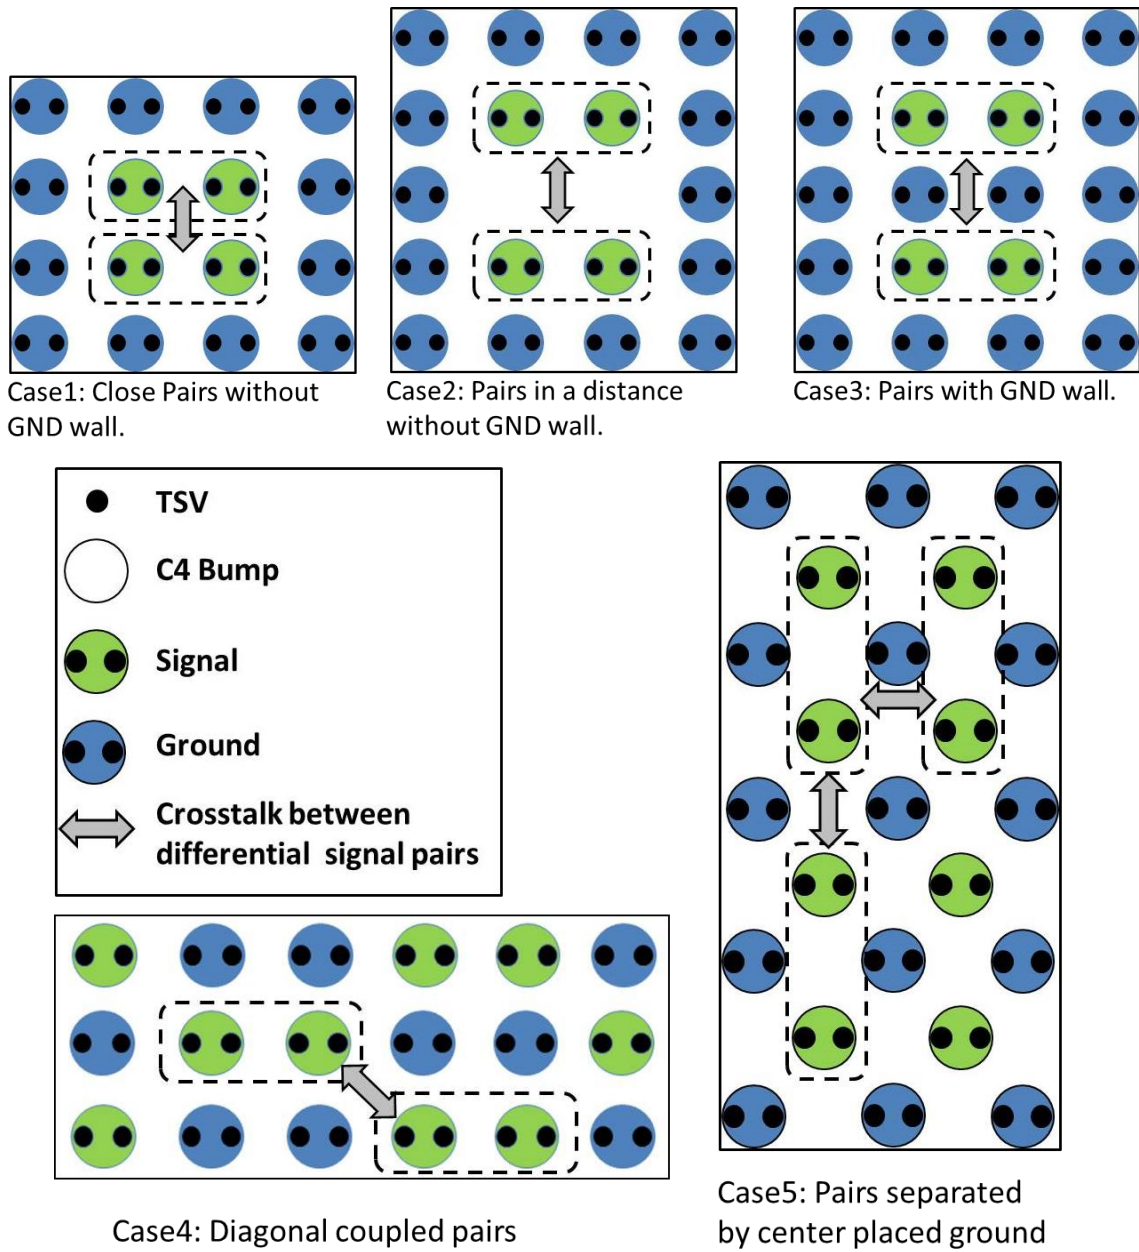 Case1: Close Pairs without
GND wall.
Case2: Pairs in a distance
without GND wall.
Case3: Pairs with GND wall.
TSV
C4 Bump
Signal
Ground
Crosstalk between
differential signal pairs
Case4: Diagonal coupled pairs
Case5: Pairs separated
by center placed ground